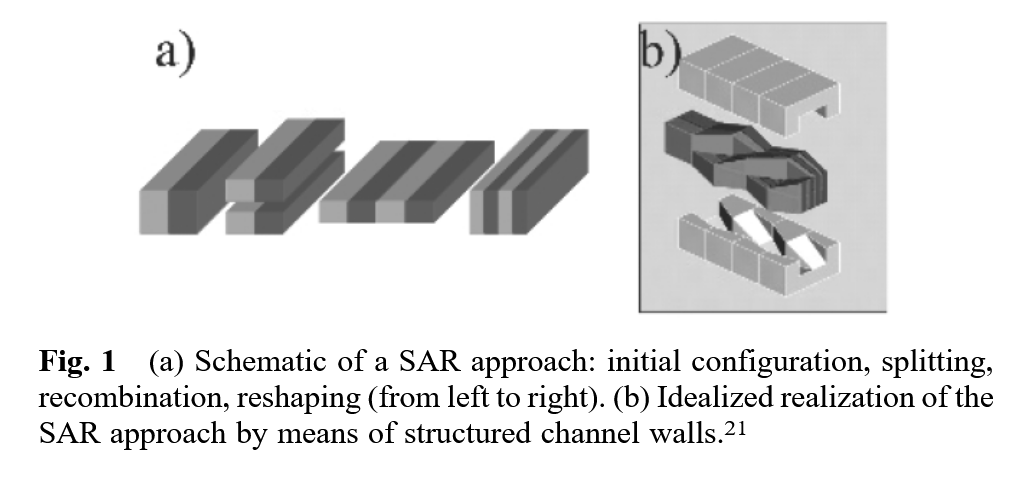 a)
b)
Fig. 1 (a) Schematic of a SAR approach: initial configuration, splitting,
recombination, reshaping (from left to right). (b) Idealized realization of the
SAR approach by means of structured channel walls.21